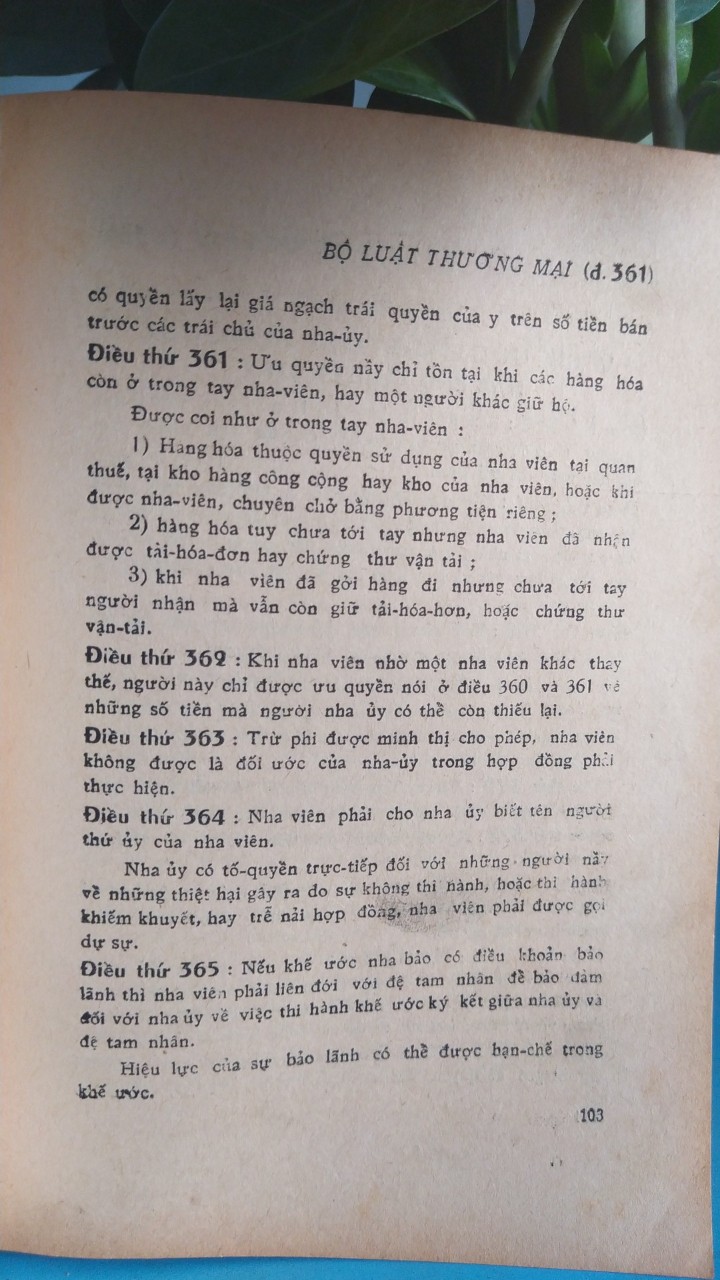 BỘ LUẬT THƯƠNG MẠI (đ. 361)
có quyền lấy lại giá ngạch trái quyền của y trên số tiền bán
trước các trái chủ của nha-ủy.
Điều thứ 361 : Ưu quyền nầy chỉ tồn tại khi các hàng hóa
còn ở trong tay nha-viên, hay một người khác giữ hộ.
Được coi như ở trong tay nha-viên :
1) Hàng hóa thuộc quyền sử dụng của nha viên tại quan
thuế, tại kho hàng công cộng hay kho của nha viên, hoặc khi
được nha-viên, chuyên chở bằng phương tiện riêng ;
2) hàng hóa tuy chưa tới tay nhưng nha viên đã nhận
được tải-hóa-đơn hay chứng thư vận tải ;
3) khi nha viên đã gởi hàng đi nhưng chưa tới tay
người nhận mà vẫn còn giữ tải-hóa-hơn, hoặc chứng thư
vận-tải.
Điều thứ 362 : Khi nha viên nhờ một nha viên khác thay
thế, người này chỉ được ưu quyền nói ở điều 360 và 361 về
những số tiền mà người nha ủy có thể còn thiếu lại.
Điều thứ 363 : Trừ phi được minh thị cho phép, nha viên
không được là đối ước của nha-ủy trong hợp đồng phải
thực hiện.
Điều thứ 364 : Nha viên phải cho nha ủy biết tên người
thứ ủy của nha viên.
Nha ủy có tố-quyền trực-tiếp đối với những người nầy
về những thiệt hại gây ra do sự không thi hành, hoặc thi hành
khiếm khuyết, hay trễ nải hợp đồng, nha viên phải được gọi
dự sự.
Điều thứ 365 : Nếu khế ước nha bảo có điều khoản bảo
lãnh thì nha viên phải liên đới với đệ tam nhân để bảo đảm
đối với nha ủy về việc thi hành khế ước ký kết giữa nha ủy và
đệ tam nhân.
Hiệu lực của sự bảo lãnh có thể được hạn-chế trong
khế ước.
103